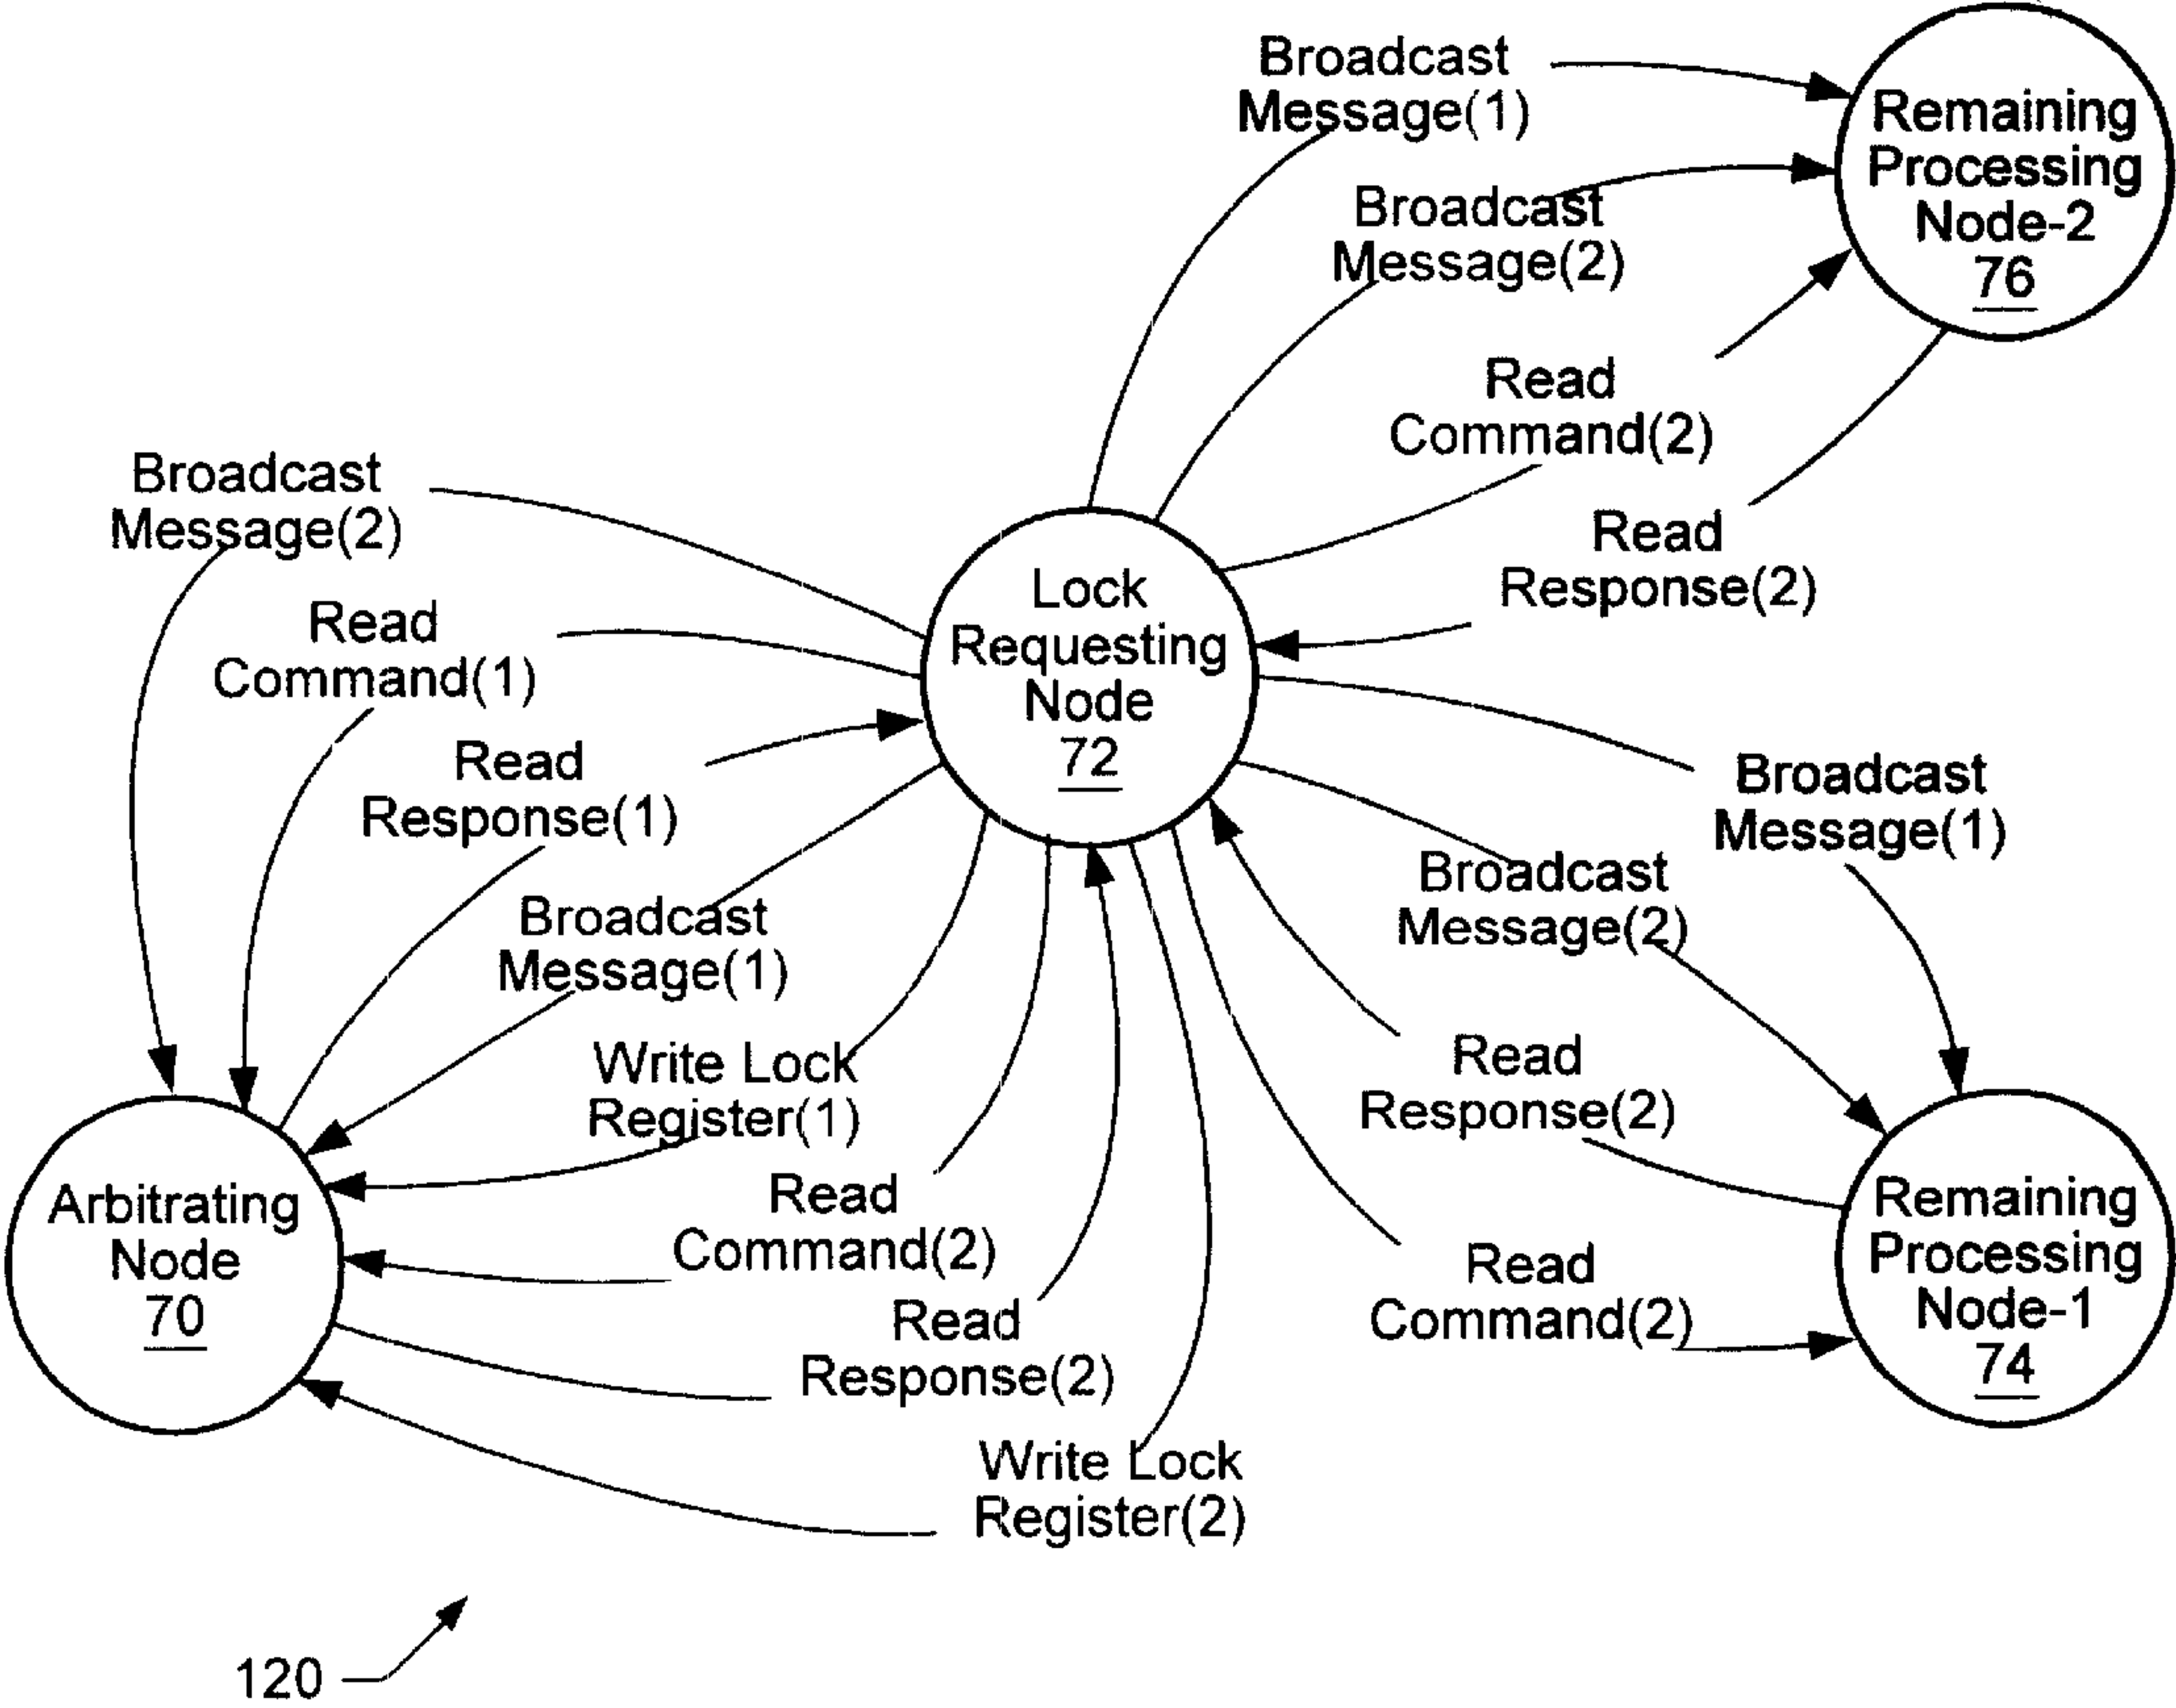 Broadcast
Message(1)
Remaining
Processing
Node-2
76
Broadcast
Message(2)
Read
Command(2)
Read
Response(2)
Broadcast
Message(2)
Read
Command(1)
Read
Response(1)
Broadcast
Message(1)
Write Lock
Register(1)
Read
Command(2)
Read
Response(2)
Write Lock
Register(2)
Lock
Requesting
Node
72
Broadcast
Message(1)
Broadcast
Message(2)
Read
Response(2)
Read
Command(2)
Arbitrating
Node
70
Remaining
Processing
Node-1
74
120